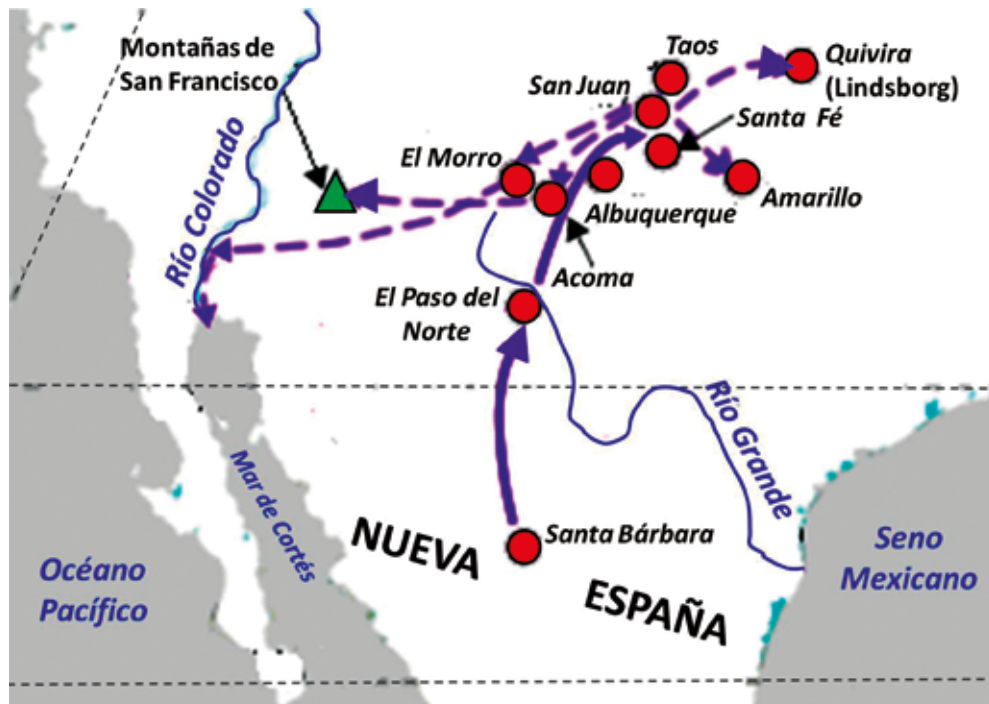 Montañas de
San Francisco
Taos
Quivira
(Lindsborg)
San Juan
Santa Fé
El Morro
Río Colorado
Albuquerque
Amarillo
Acoma
El Paso del
Norte
Río Grande
Mar de Cortés
NUEVA
ESPAÑA
Santa Bárbara
Océano
Pacífico
Seno
Mexicano